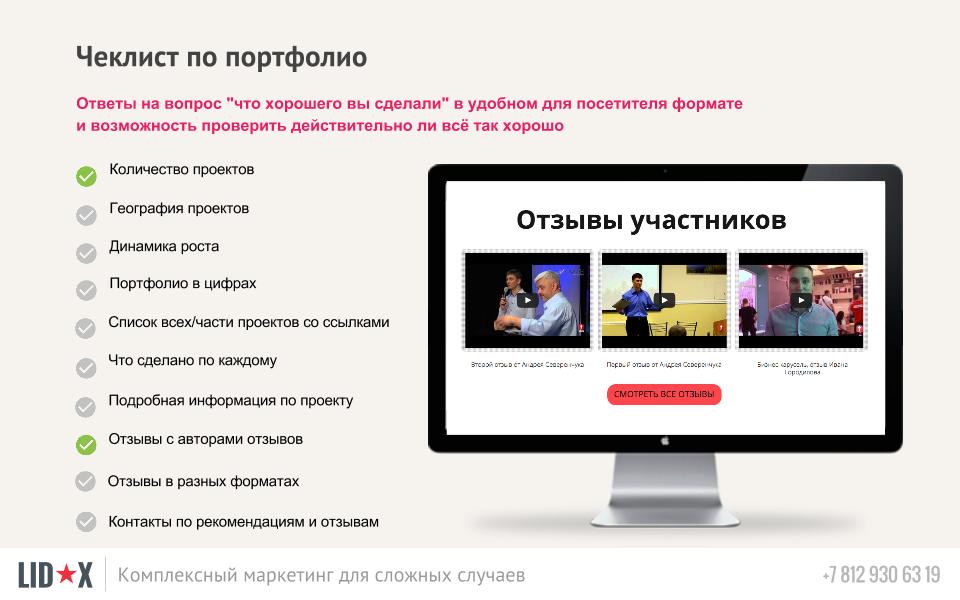 Чеклист по портфолио
Ответы на вопрос "что хорошего вы сделали" в удобном для посетителя формате
и возможность проверить действительно ли всё так хорошо
Количество проектов
География проектов
Динамика роста
Портфолио в цифрах
Список всех/части проектов со ссылками
Что сделано по каждому
Подробная информация по проекту
Отзывы с авторами отзывов
Отзывы в разных форматах
Контакты по рекомендациям и отзывам
Отзывы участников
Второй отзыв от Андрея Северенчука
Первый отзыв от Андрея Северенчука
Бизнес карусель, отзыв Ивана
Городилова
СМОТРЕТЬ ВСЕ ОТЗЫВЫ
LID★X
Комплексный маркетинг для сложных случаев
+7 812 930 63 19